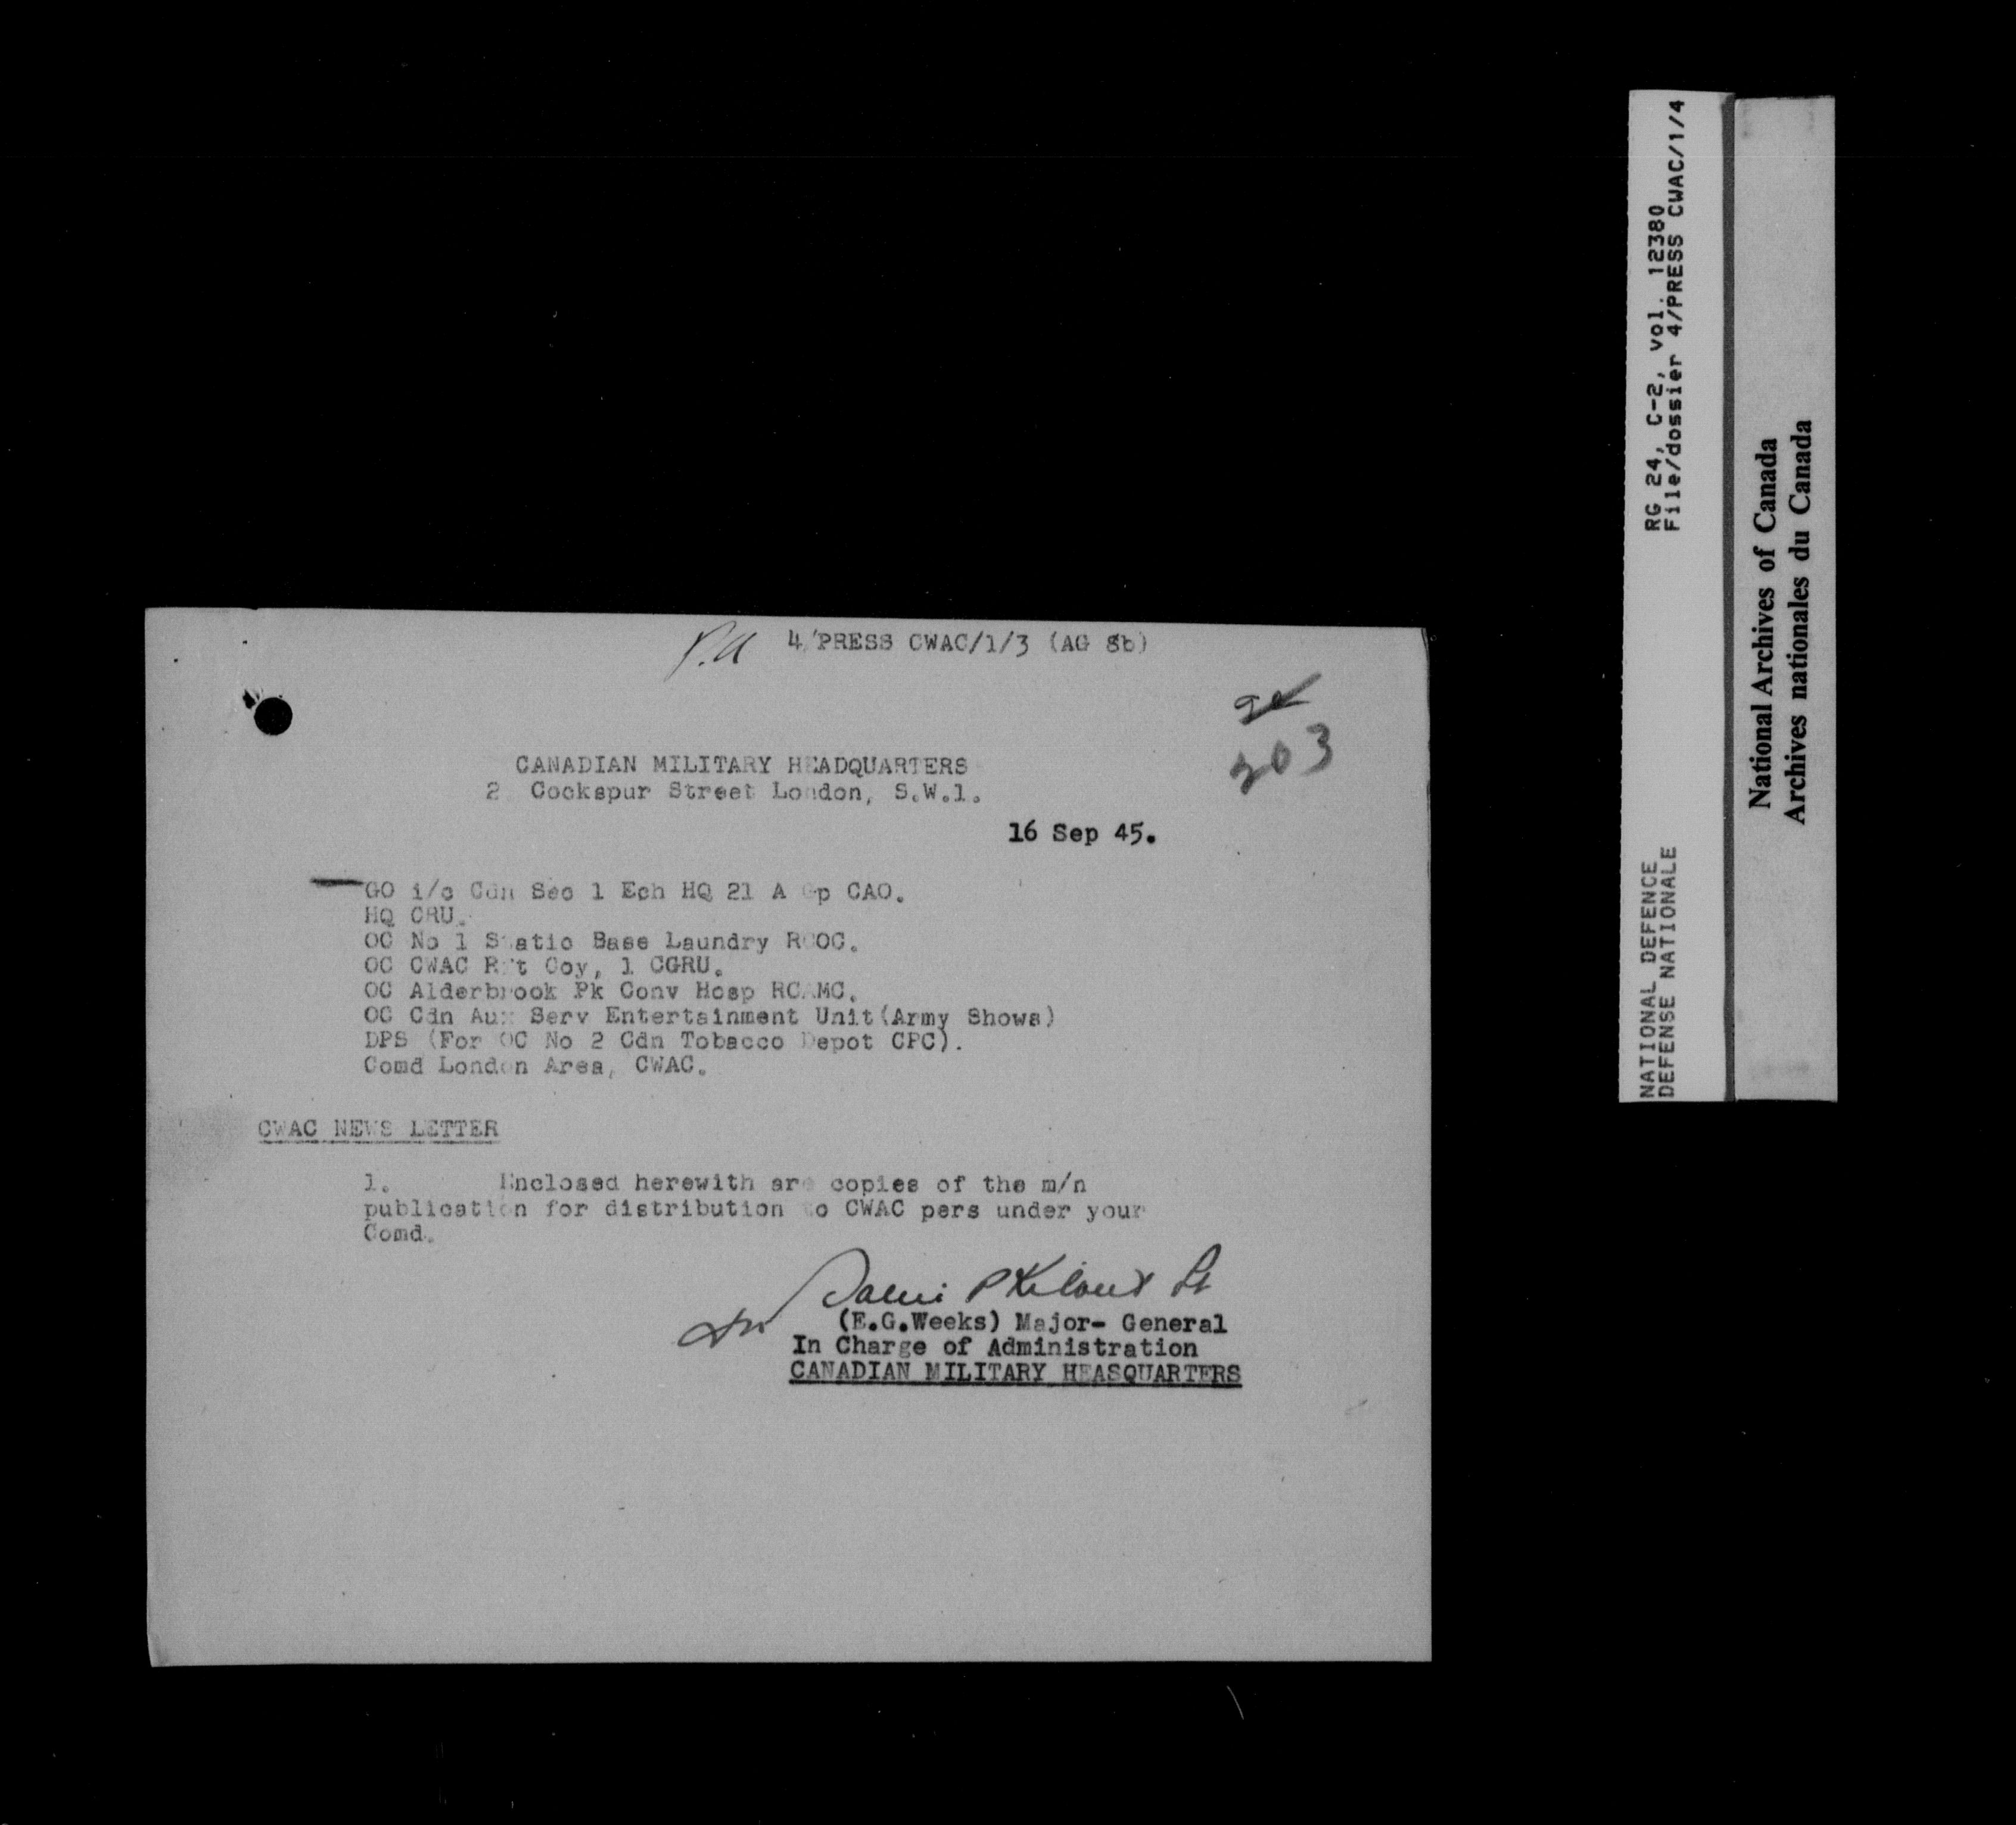 P.A 4/PRESS CWAC/1/3 (AG 8b)
203
CANADIAN MILITARY HEADQUARTERS
2 Cockspur Street London, S.W.1.
16 Sep 45.
GO i/c Cdn Sec 1 Ech HQ 21 A Gp CAO.
HQ CRU.
OC No 1 Static Base Laundry RCOC.
OC CWAC Rft Coy, 1 CGRU.
OC Alderbrook Pk Conv Hosp RCAMC.
OC Cdn Aux Serv Entertainment Unit(Army Shows)
DPS (For OC No 2 Cdn Tobacco Depot CPC).
Comd London Area, CWAC.
CWAC NEWS LETTER
1. Enclosed herewith are copies of the m/n
publication for distribution to CWAC pers under your
Comd.
(E.G.Weeks) Major- General
In Charge of Administration
CANADIAN MILITARY HEASQUARTERS
NATIONAL DEFENCE RG 24, C-2, vol. 12380
DEFENSE NATIONALE File/dossier 4/PRESS CWAC/1/4
National Archives of Canada
Archives nationales du Canada